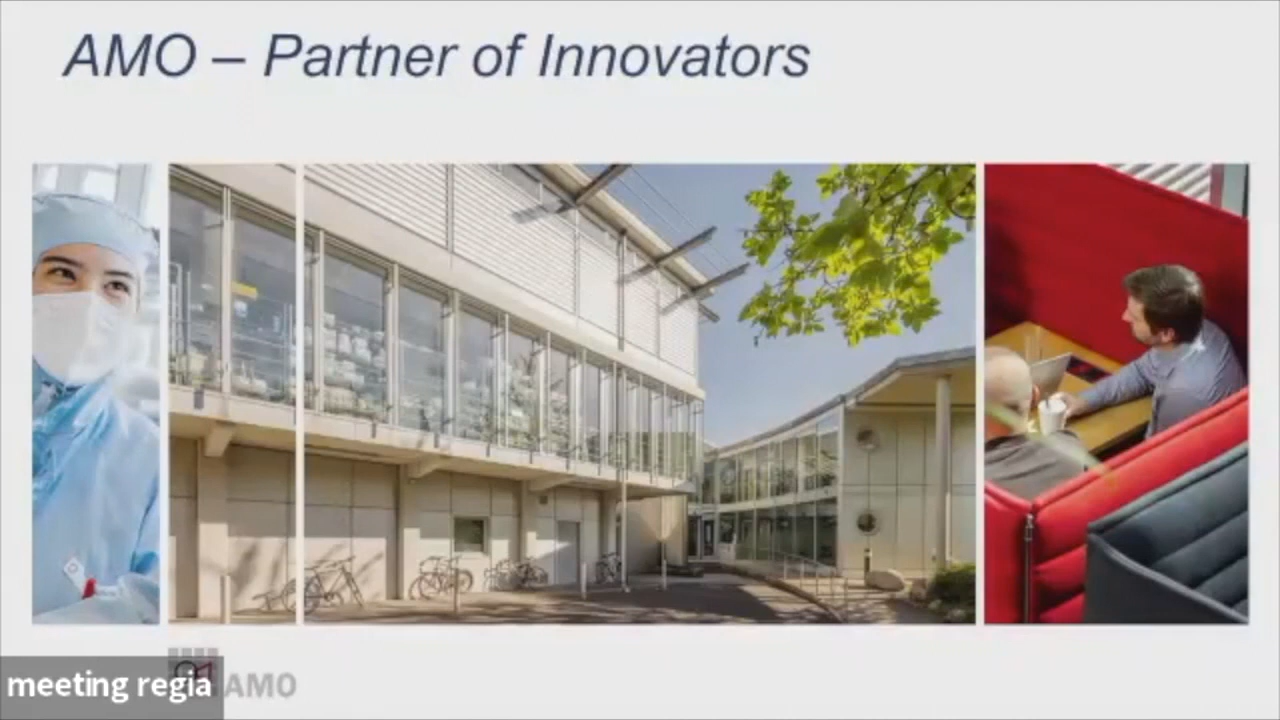 AMO – Partner of Innovators
meeting regia
AMO